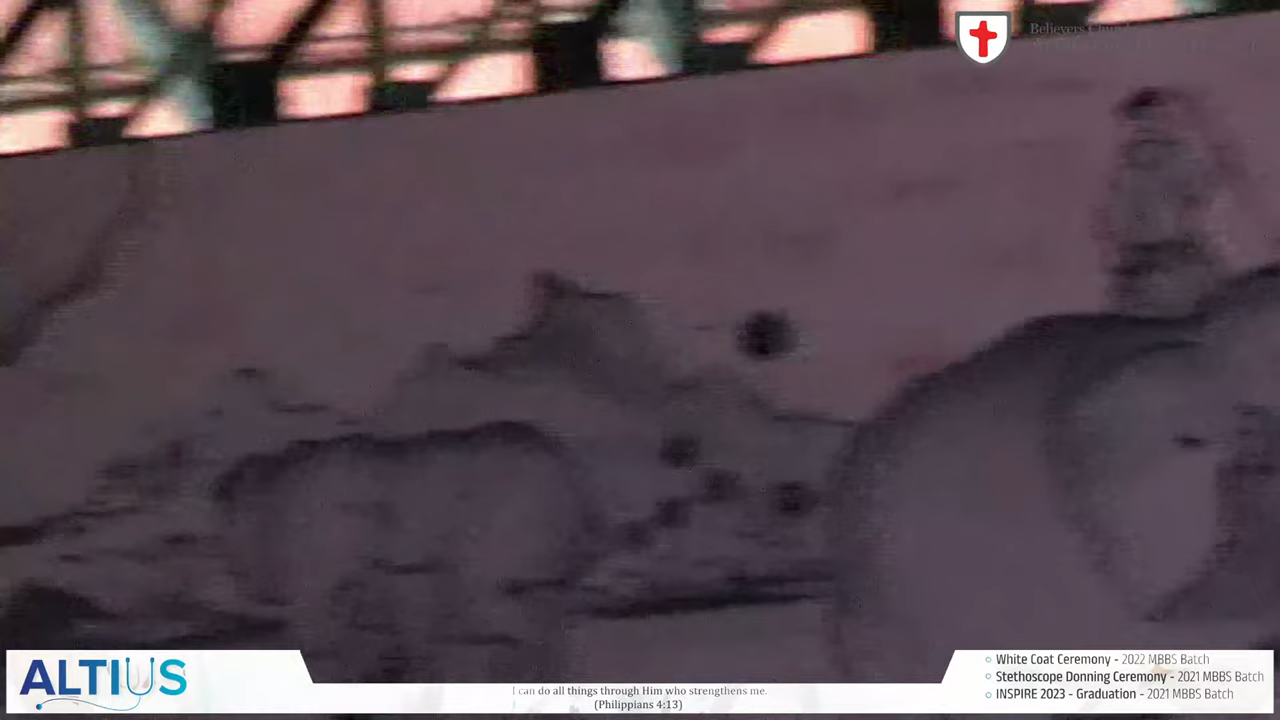 Believers
ALTIUS
can do all things through Him who strengthens me.
(Philippians 4:13)
White Coat Ceremony - 2022 MBBS Batch
Stethoscope Donning Ceremony - 2021 MBBS Batch
INSPIRE 2023 - Graduation - 2021 MBBS Batch